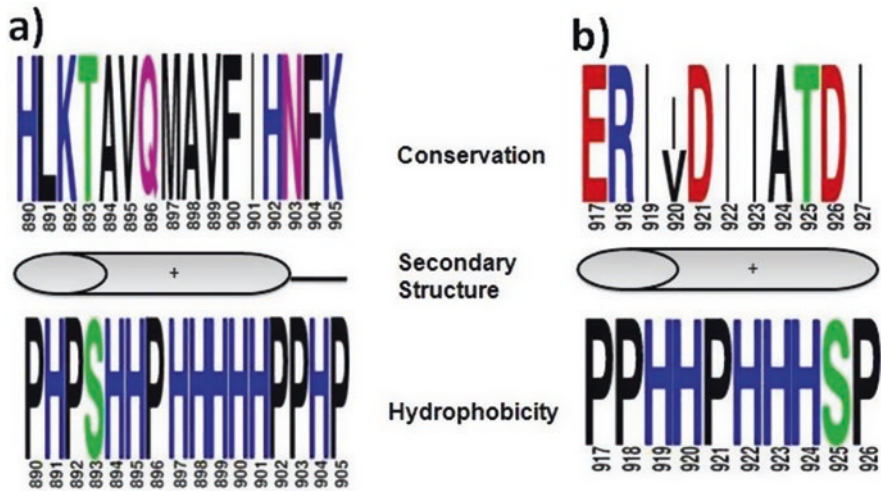 a)
HLKTAVQMAVFIHNFK
890 891 892 893 894 895 896 897 898 899 900 901 902 903 904 905
+
PHPSHHPHHHHHPPHP
890 891 892 893 894 895 896 897 898 899 900 901 902 903 904 905
Conservation
Secondary
Structure
Hydrophobicity
b)
I
ERIVDIIATDI
917 918 919 920 921 922 923 924 925 926 927
+
PPHHPHHHSP
917 918 919 920 921 922 923 924 925 926